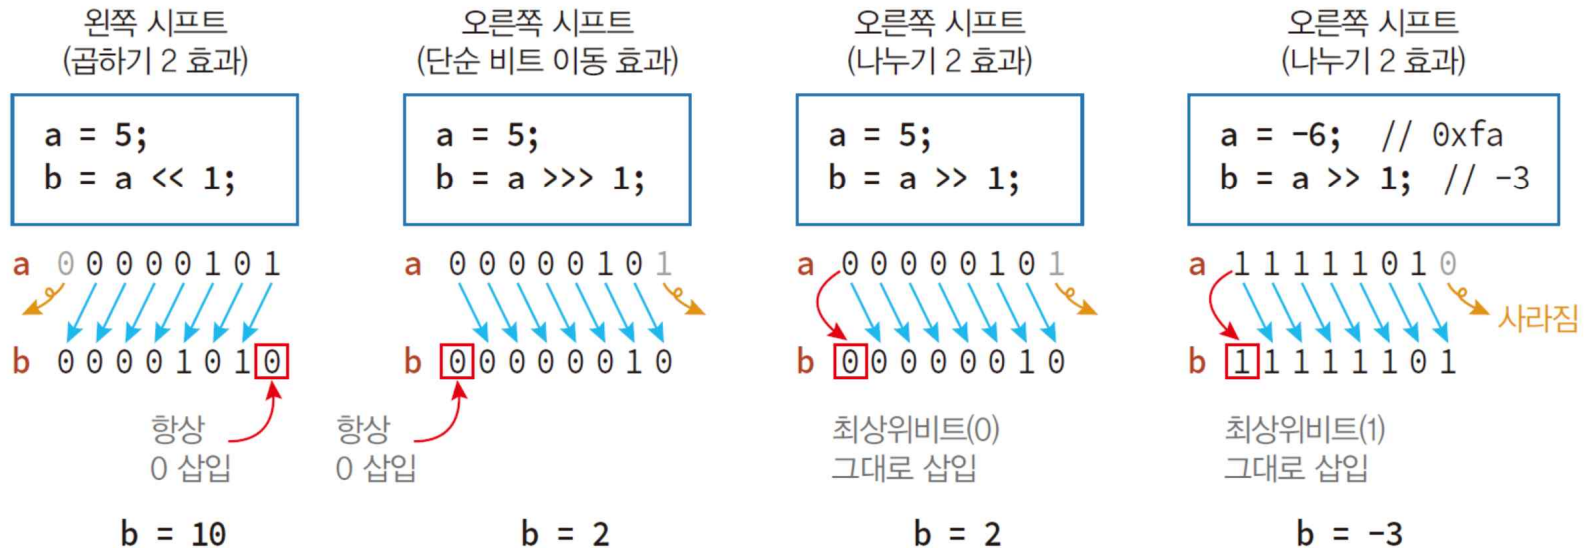 왼쪽 시프트
(곱하기 2 효과)
a = 5;
b = a << 1;
a 0 0 0 0 0 1 0 1
b 0 0 0 0 1 0 1 0
항상
0 삽입
b = 10
오른쪽 시프트
(단순 비트 이동 효과)
a = 5;
b = a >>> 1;
a 0 0 0 0 0 1 0 1
b 0 0 0 0 0 0 1 0
항상
0 삽입
b = 2
오른쪽 시프트
(나누기 2 효과)
a = 5;
b = a >> 1;
a 0 0 0 0 0 1 0 1
b 0 0 0 0 0 0 1 0
최상위비트(0)
그대로 삽입
b = 2
오른쪽 시프트
(나누기 2 효과)
a = -6; // 0xfa
b = a >> 1; // -3
a 1 1 1 1 1 0 1 0
사라짐
b 1 1 1 1 1 1 0 1
최상위비트(1)
그대로 삽입
b = -3